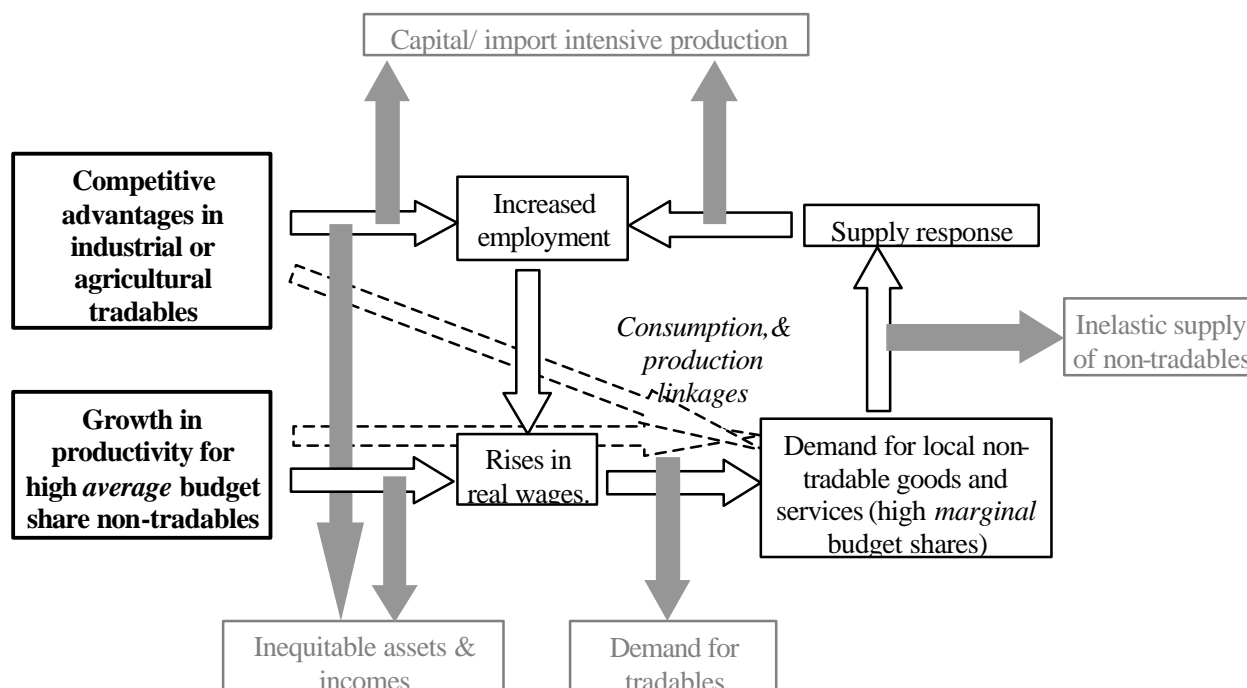 Capital/ import intensive production
Competitive
advantages in
industrial or
agricultural
tradables
Increased
employment
Supply response
Consumption,&
production
linkages
Inelastic supply
of non-tradables
Growth in
productivity for
high average budget
share non-tradables
Rises in
real wages.
Demand for local non-
tradable goods and
services (high marginal
budget shares)
Inequitable assets &
incomes
Demand for
tradables